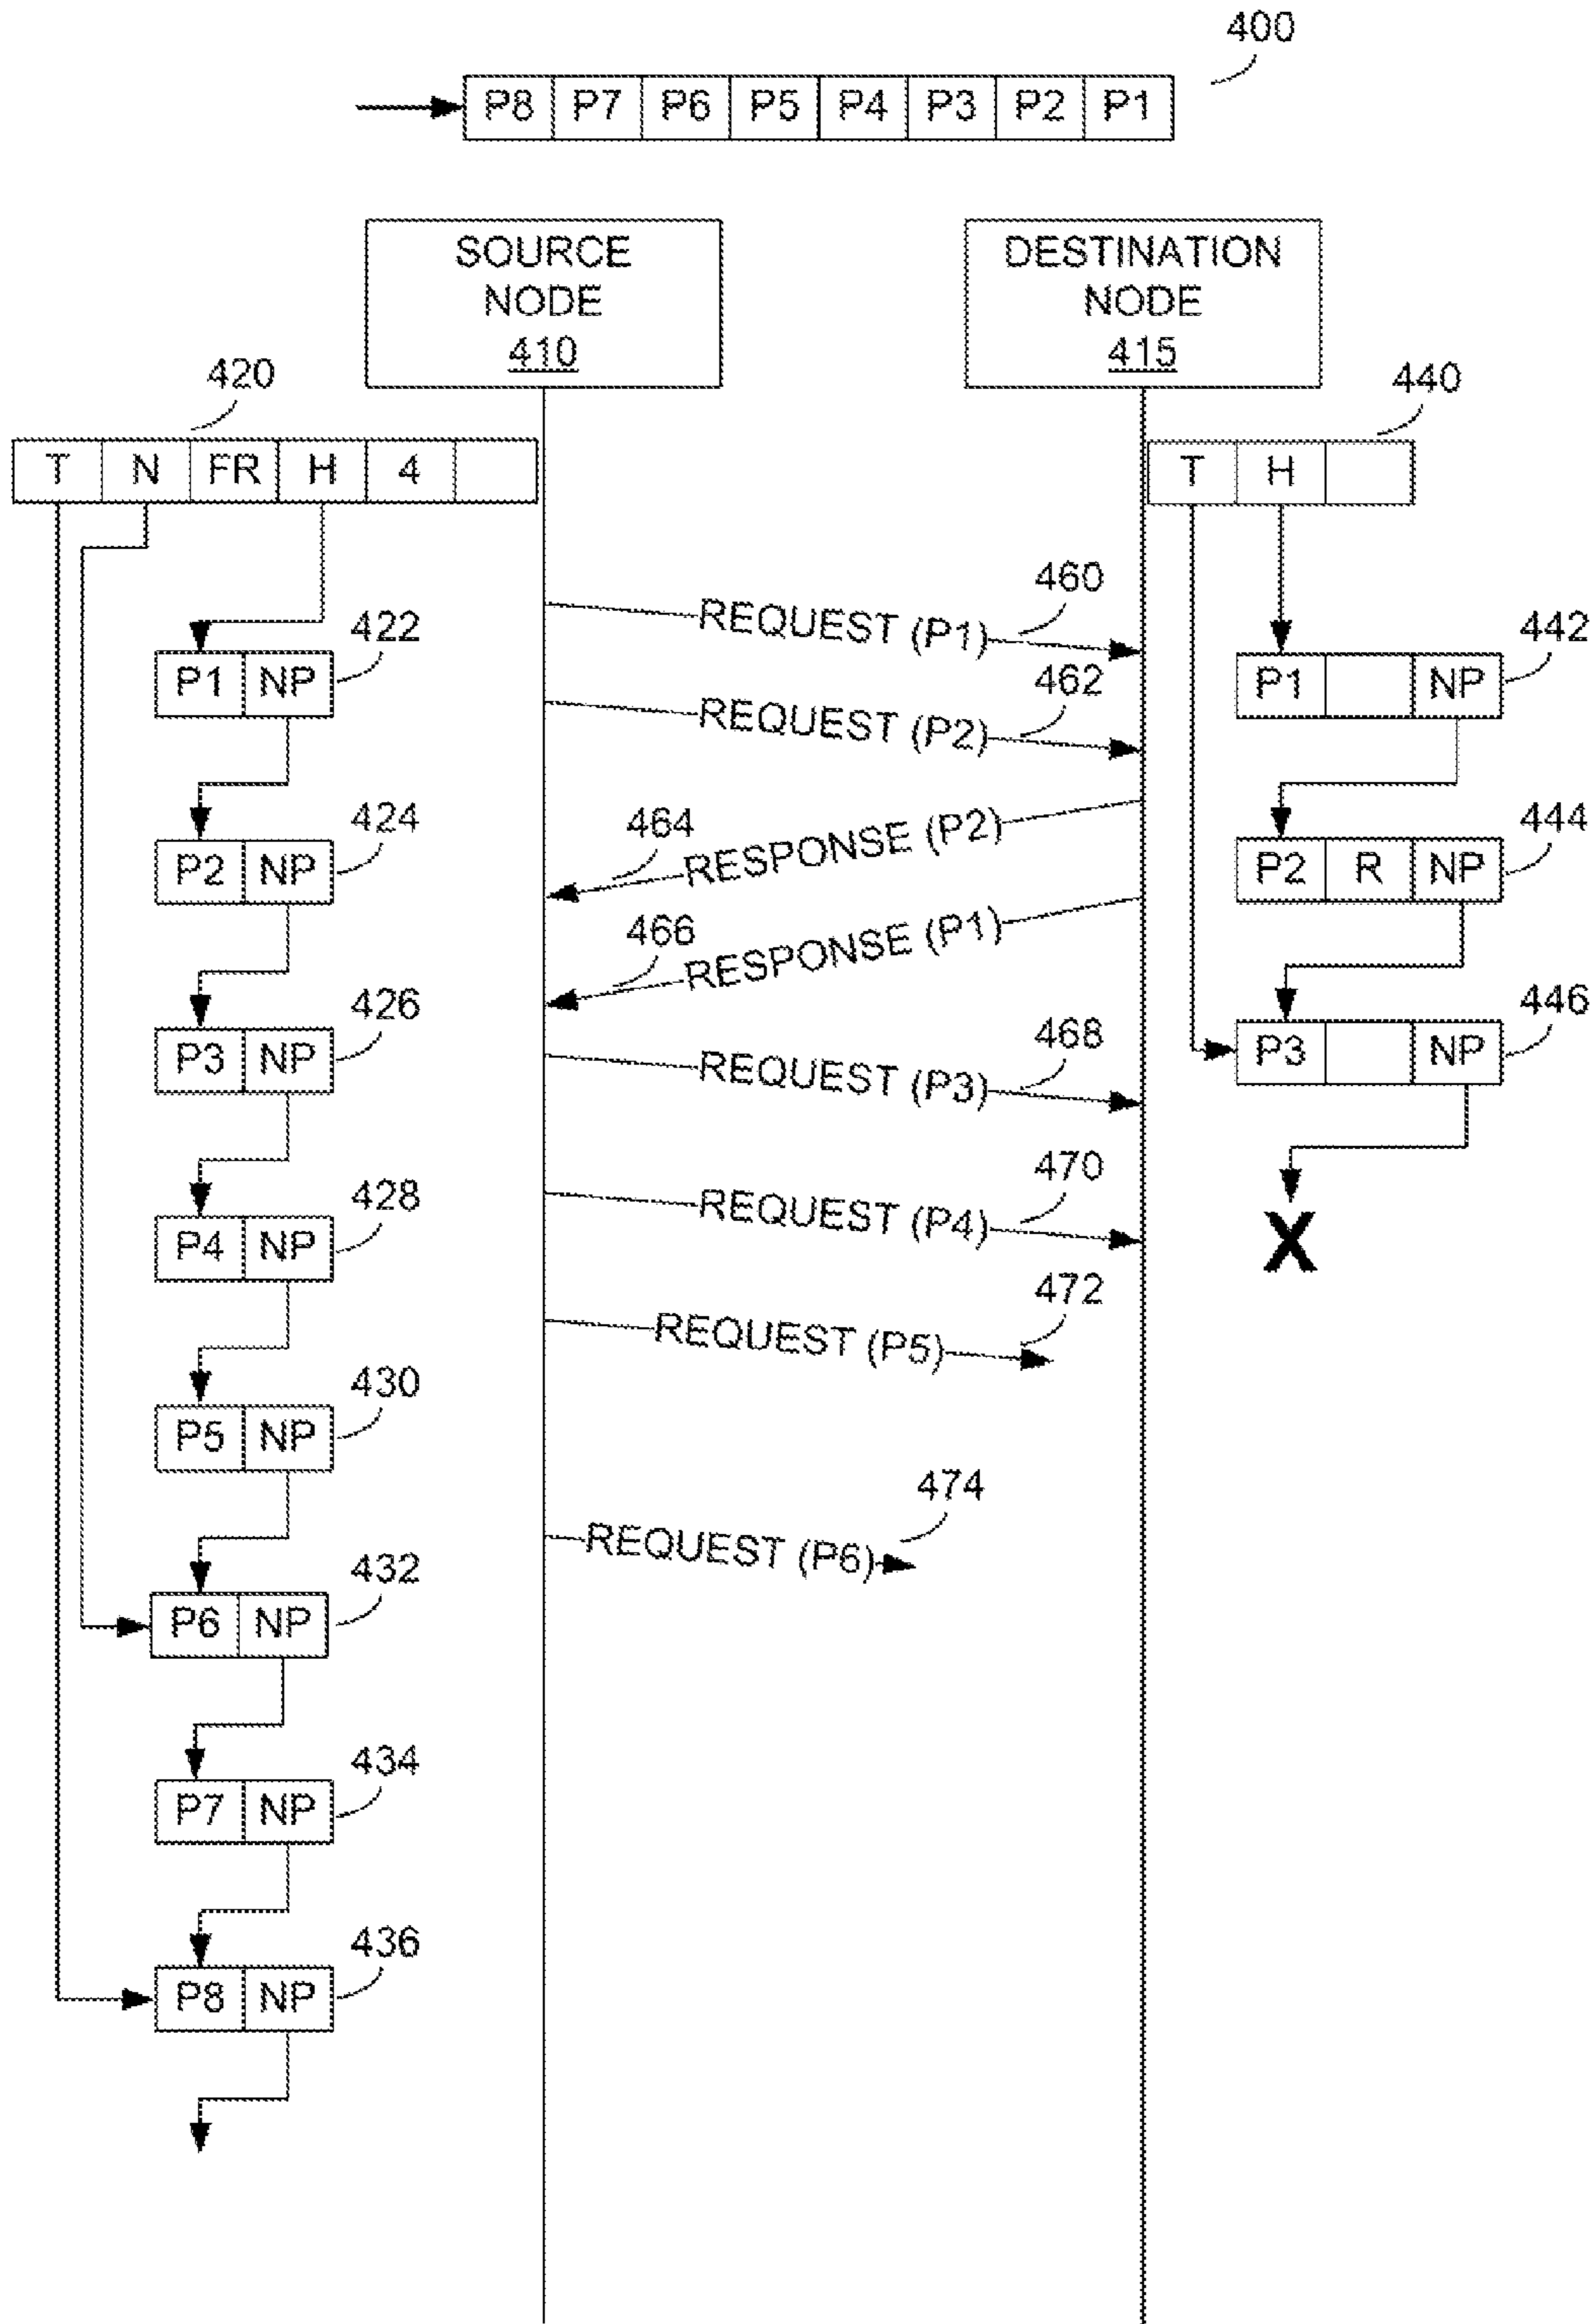 400
P8 P7 P6 P5 P4 P3 P2 P1
SOURCE
NODE
410
DESTINATION
NODE
415
420
T N FR H 4
440
T H
REQUEST (P1) 460
REQUEST (P2) 462
464 RESPONSE (P2)
466 RESPONSE (P1)
REQUEST (P3) 468
REQUEST (P4) 470
REQUEST (P5) 472
REQUEST (P6) 474
P1 NP 422
P2 NP 424
P3 NP 426
P4 NP 428
P5 NP 430
P6 NP 432
P7 NP 434
P8 NP 436
P1 NP 442
P2 R NP 444
P3 NP 446
X